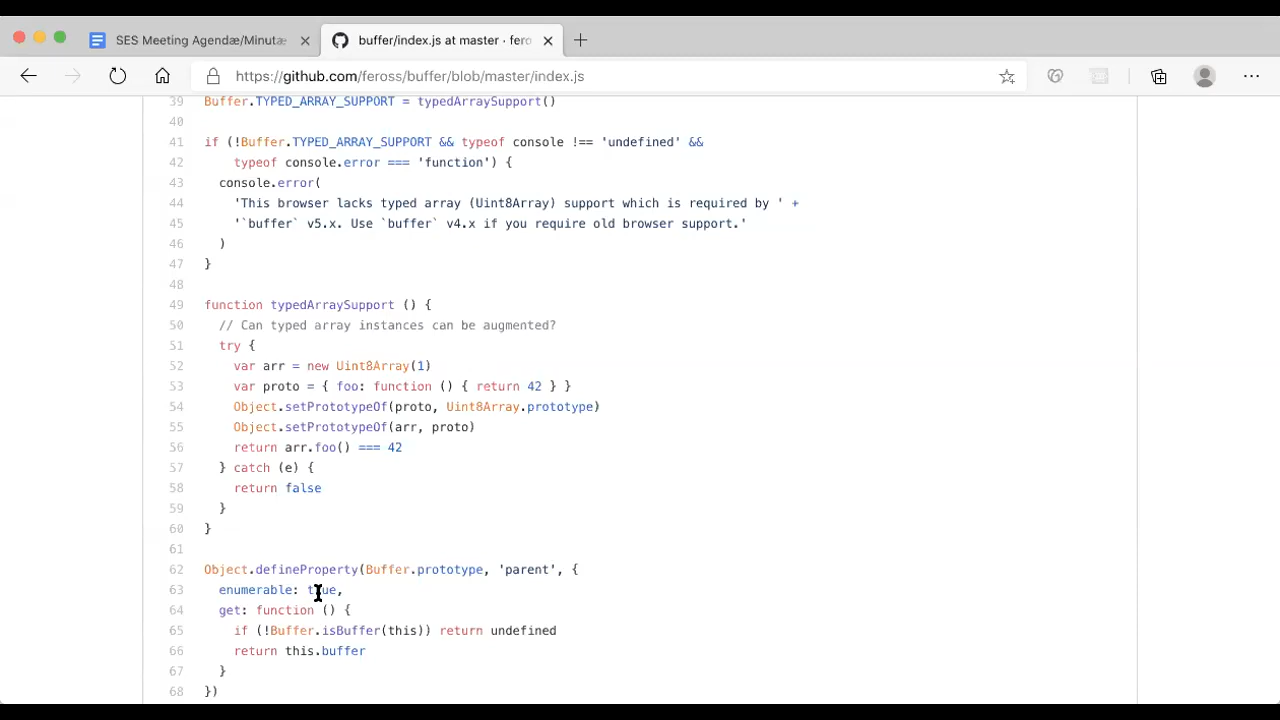 SES Meeting Agendæ/Minutæ
buffer/index.js at master · fero
https://github.com/feross/buffer/blob/master/index.js
39 Buffer.TYPED_ARRAY_SUPPORT = typedArraySupport()
40
41 if (!Buffer.TYPED_ARRAY_SUPPORT && typeof console !== 'undefined' &&
42     typeof console.error === 'function') {
43   console.error(
44     'This browser lacks typed array (Uint8Array) support which is required by ' +
45     '`buffer` v5.x. Use `buffer` v4.x if you require old browser support.'
46   )
47 }
48
49 function typedArraySupport () {
50   // Can typed array instances can be augmented?
51   try {
52     var arr = new Uint8Array(1)
53     var proto = { foo: function () { return 42 } }
54     Object.setPrototypeOf(proto, Uint8Array.prototype)
55     Object.setPrototypeOf(arr, proto)
56     return arr.foo() === 42
57   } catch (e) {
58     return false
59   }
60 }
61
62 Object.defineProperty(Buffer.prototype, 'parent', {
63   enumerable: true,
64   get: function () {
65     if (!Buffer.isBuffer(this)) return undefined
66     return this.buffer
67   }
68 })